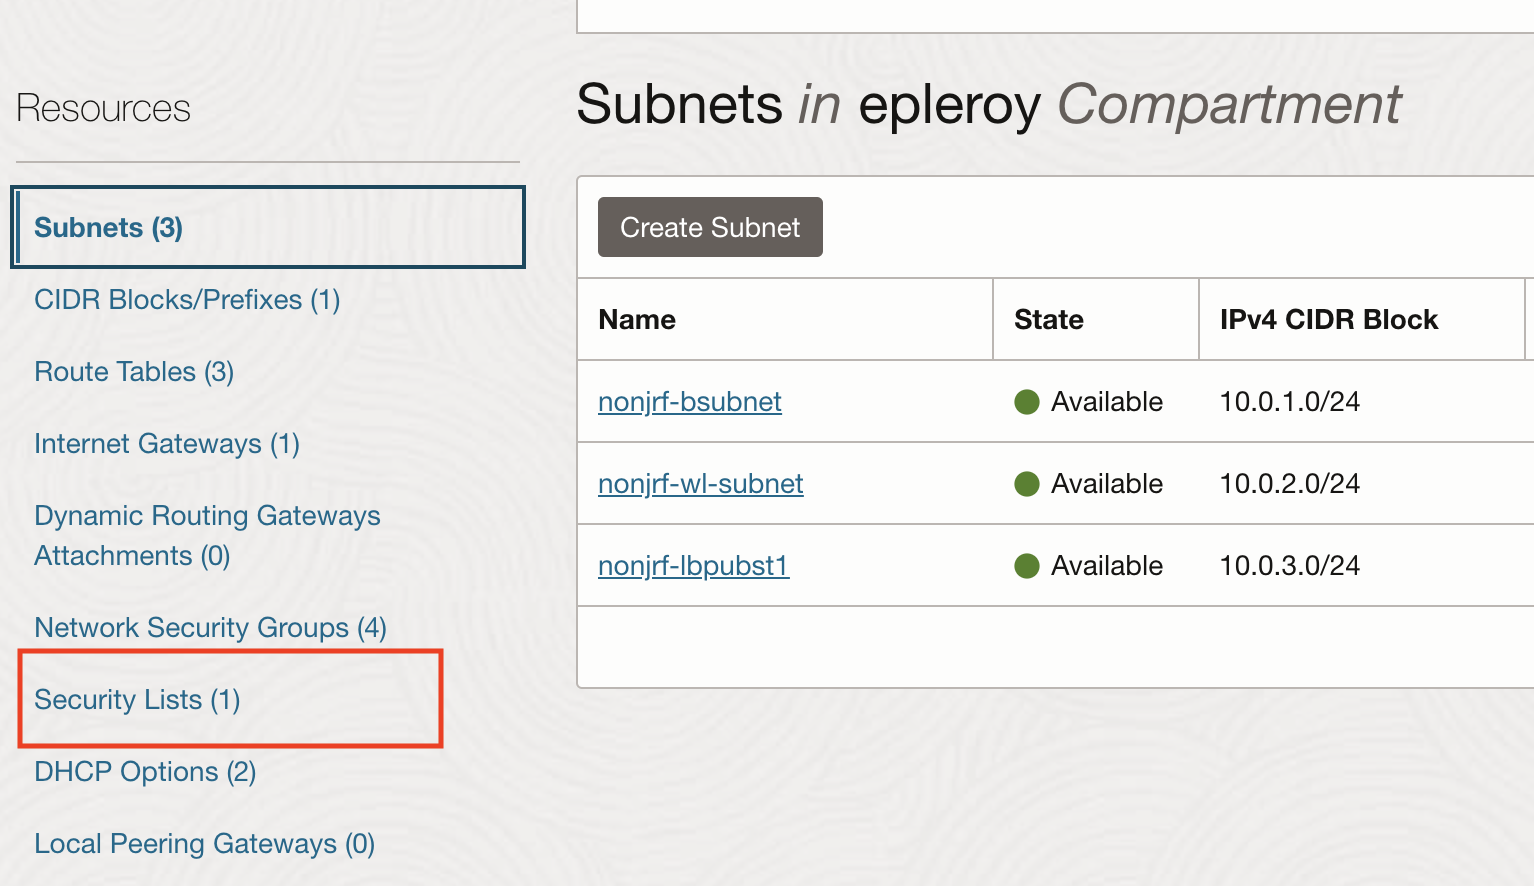 Resources
Subnets (3)
CIDR Blocks/Prefixes (1)
Route Tables (3)
Internet Gateways (1)
Dynamic Routing Gateways
Attachments (0)
Network Security Groups (4)
Security Lists (1)
DHCP Options (2)
Local Peering Gateways (0)
Subnets in epleroy Compartment
Create Subnet
Name State IPv4 CIDR Block
nonjrf-bsubnet Available 10.0.1.0/24
nonjrf-wl-subnet Available 10.0.2.0/24
nonjrf-lbpubst1 Available 10.0.3.0/24